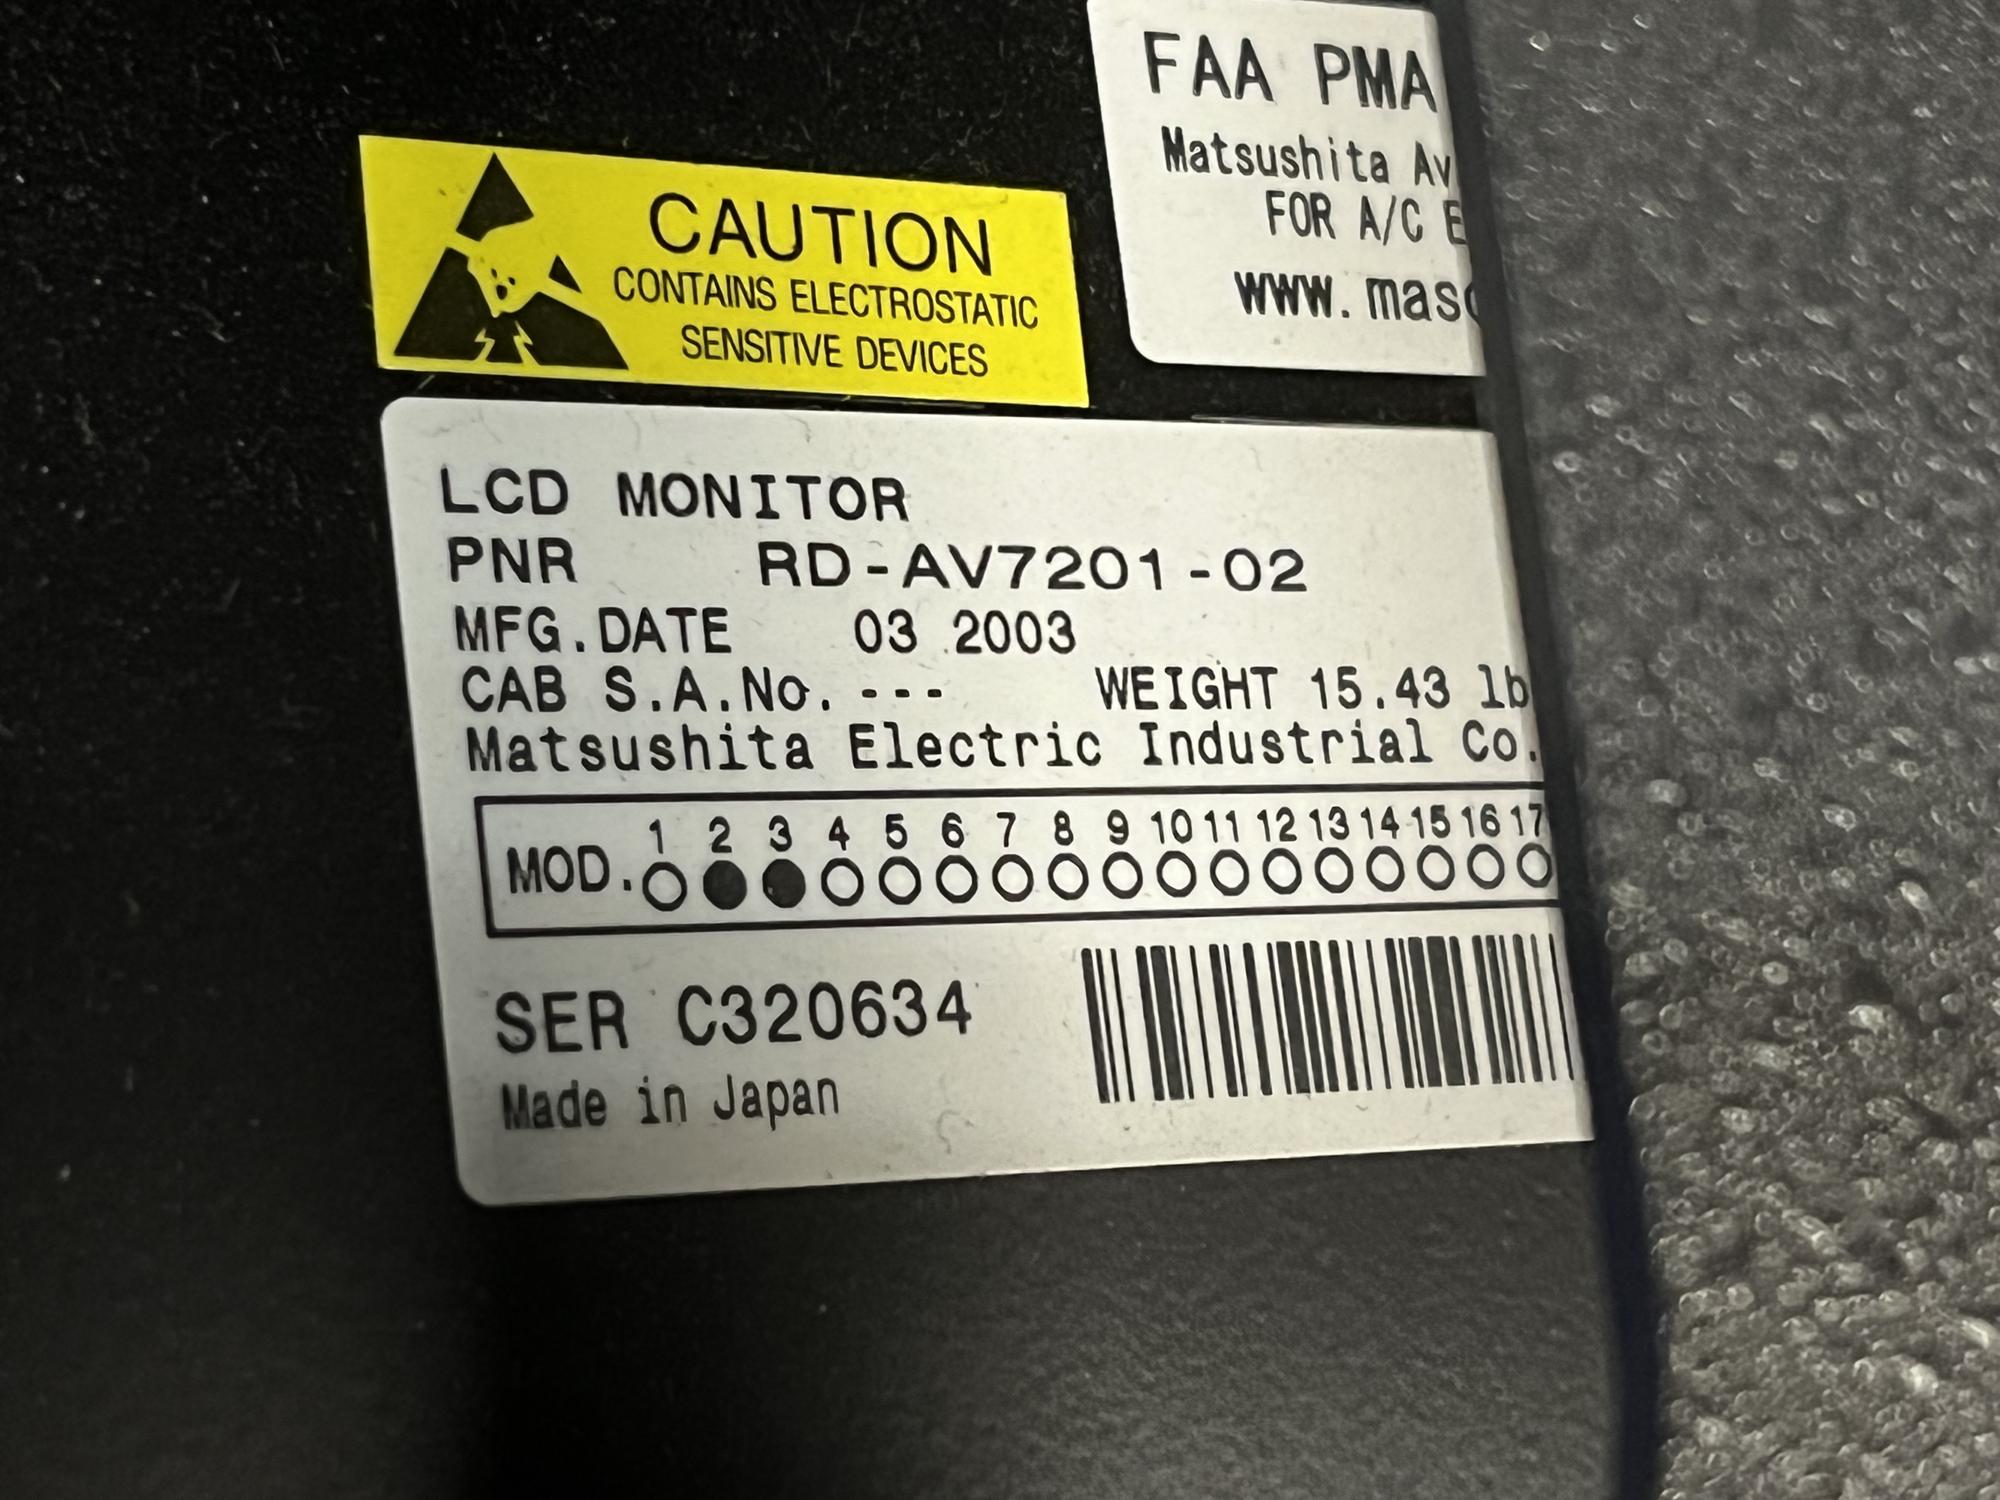 FAA PMA
Matsushita Av
FOR A/C E
www.mas
CAUTION
CONTAINS ELECTROSTATIC
SENSITIVE DEVICES
LCD MONITOR
PNR RD-AV7201-02
MFG.DATE 03 2003
CAB S.A.No. --- WEIGHT 15.43 lb
Matsushita Electric Industrial Co.
1 2 3 4 5 6 7 8 9 10 11 12 13 14 15 16 17
MOD.
SER C320634
Made in Japan